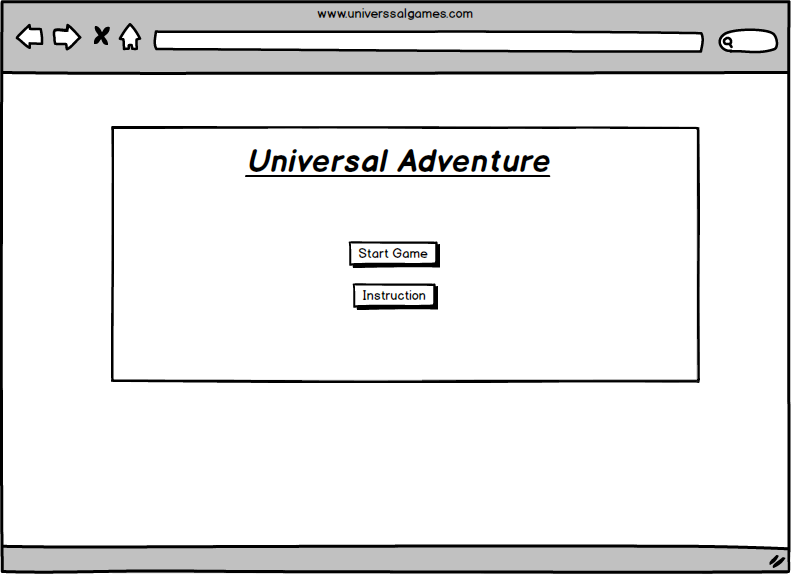 www.universsalgames.com
Universal Adventure
Start Game
Instruction